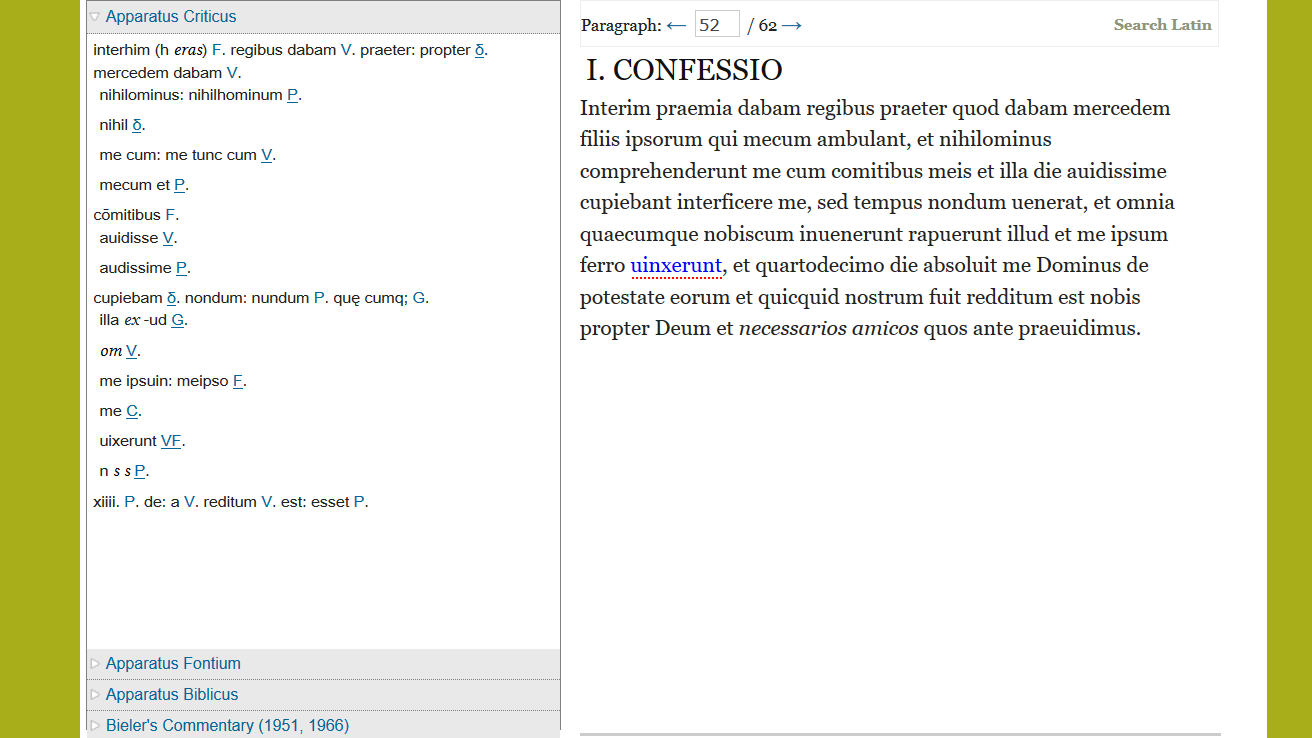 Apparatus Criticus
interhim (h eras) F. regibus dabam V. praeter: propter δ.
mercedem dabam V.
nihilominus: nihilhominum P.
nihil δ.
me cum: me tunc cum V.
mecum et P.
cōmitibus F.
auidisse V.
audissime P.
cupiebam δ. nondum: nundum P. quę cumq; G.
illa ex -ud G.
om V.
me ipsuin: meipso F.
me C.
uixerunt VF.
n s s P.
xiiii. P. de: a V. reditum V. est: esset P.
Apparatus Fontium
Apparatus Biblicus
Bieler's Commentary (1951, 1966)
Paragraph: ← 52 / 62 → Search Latin
I. CONFESSIO
Interim praemia dabam regibus praeter quod dabam mercedem
filiis ipsorum qui mecum ambulant, et nihilominus
comprehenderunt me cum comitibus meis et illa die auidissime
cupiebant interficere me, sed tempus nondum uenerat, et omnia
quaecumque nobiscum inuenerunt rapuerunt illud et me ipsum
ferro uinxerunt, et quartodecimo die absoluit me Dominus de
potestate eorum et quicquid nostrum fuit redditum est nobis
propter Deum et necessarios amicos quos ante praeuidimus.